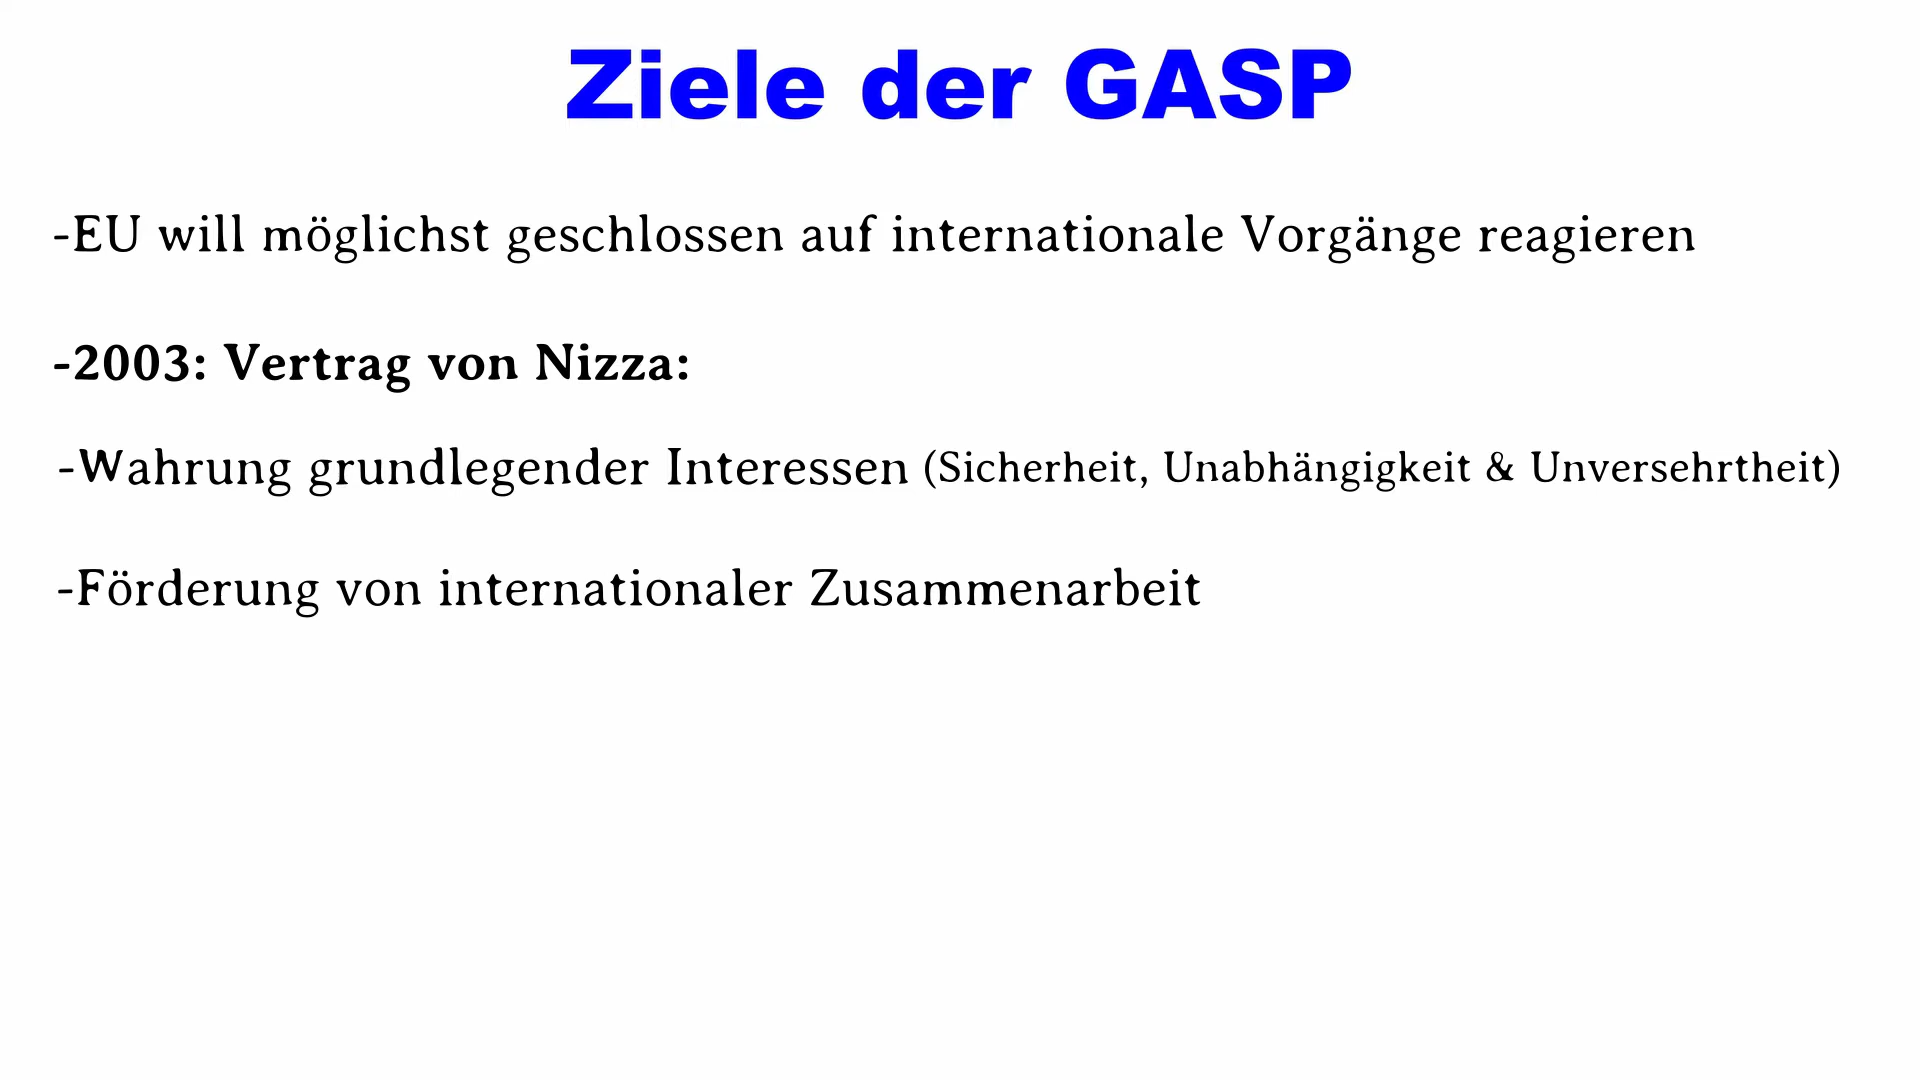 Ziele der GASP
-EU will möglichst geschlossen auf internationale Vorgänge reagieren
-2003: Vertrag von Nizza:
-Wahrung grundlegender Interessen (Sicherheit, Unabhängigkeit & Unversehrtheit)
-Förderung von internationaler Zusammenarbeit